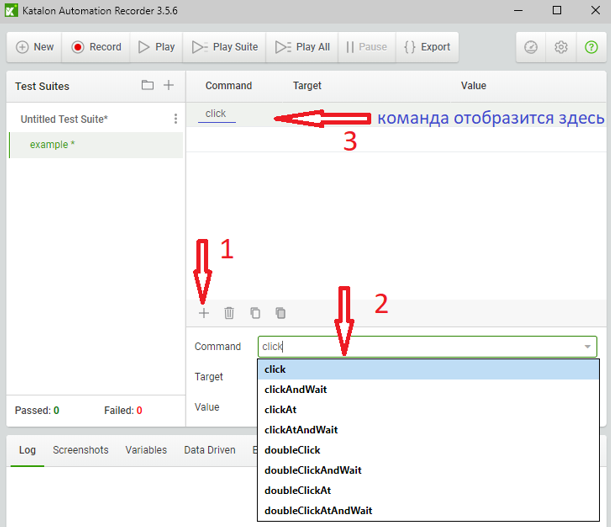 Katalon Automation Recorder 3.5.6
New Record Play Play Suite Play All Pause Export
Test Suites Command Target Value
Untitled Test Suite* click команда отобразится здесь
example * 3
1
2
Command click
Target click
clickAndWait
Value clickAt
Passed: 0 Failed: 0 clickAtAndWait
Log Screenshots Variables Data Driven doubleClick
doubleClickAndWait
doubleClickAt
doubleClickAtAndWait